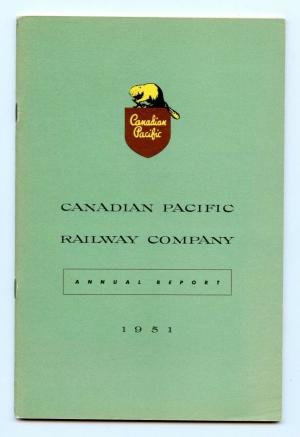 Canadian
Pacific
CANADIAN PACIFIC
RAILWAY COMPANY
ANNUAL REPORT
1951